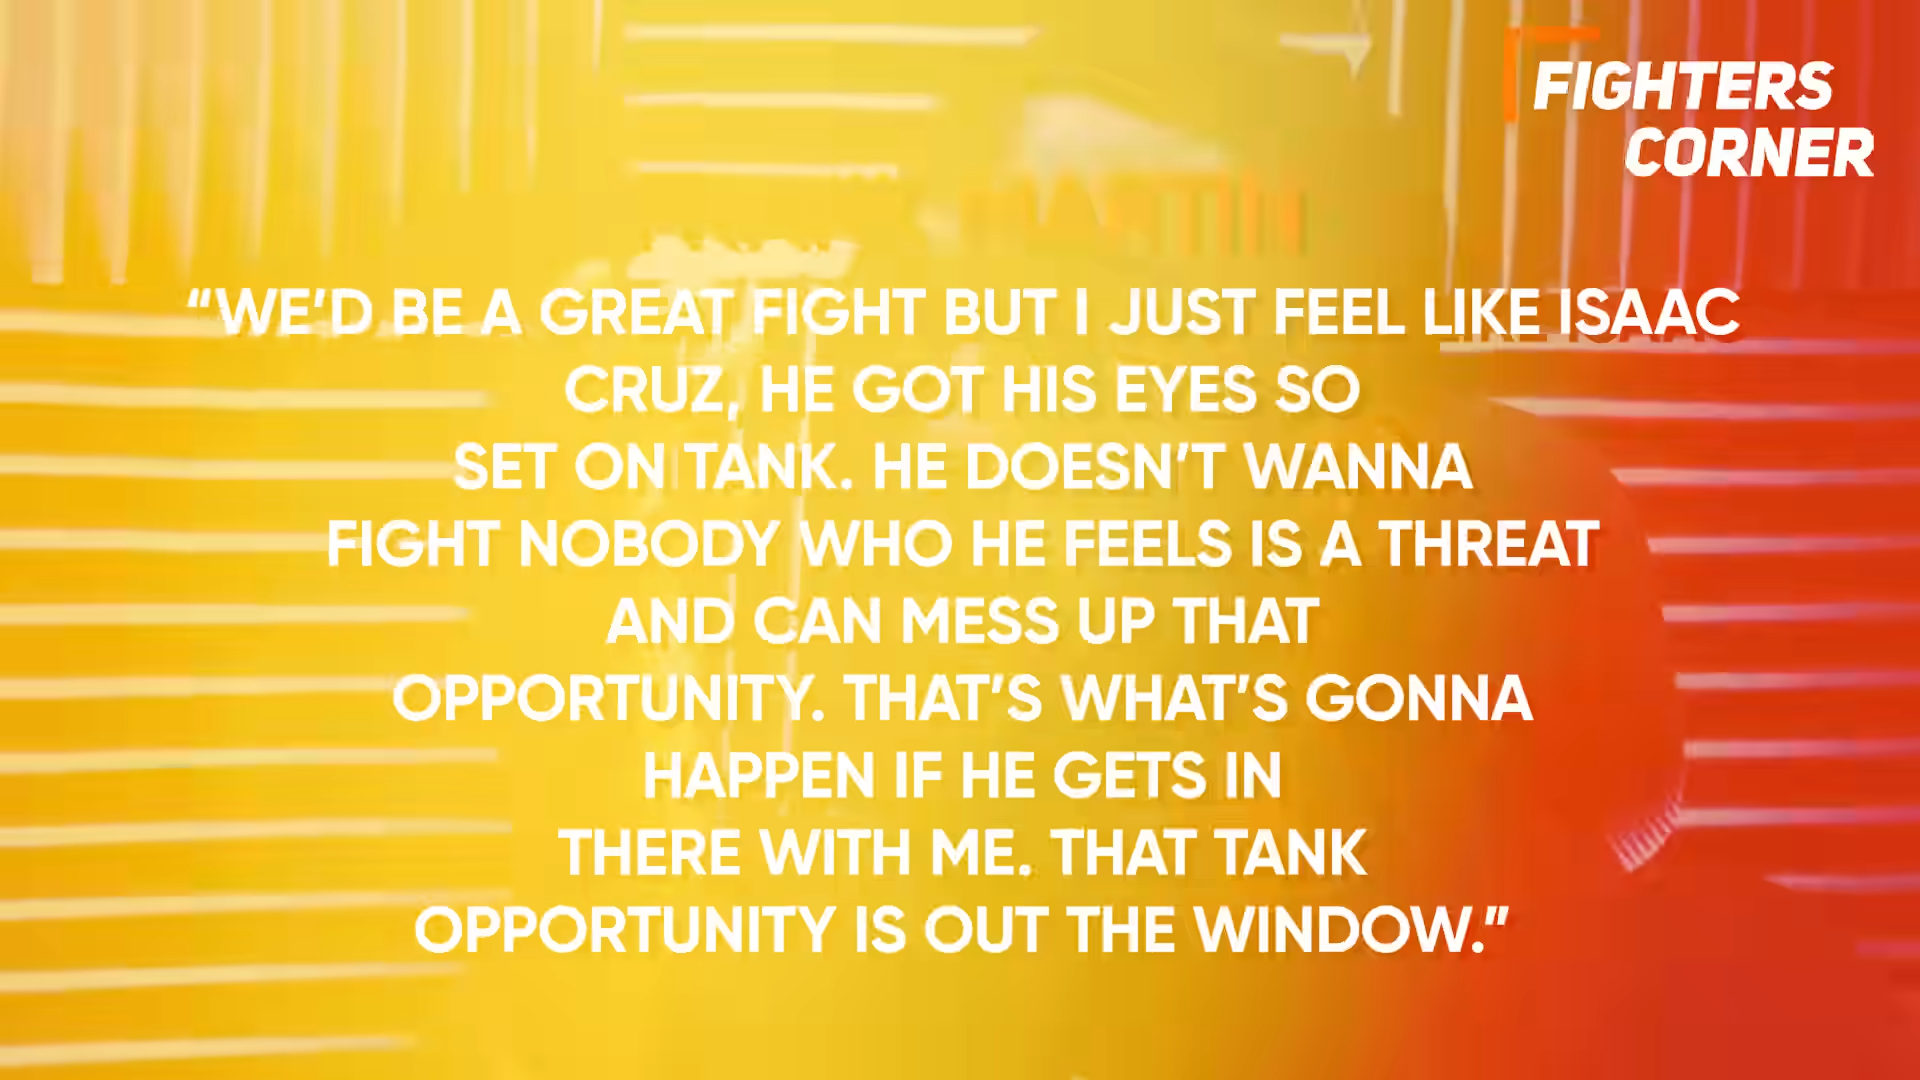 FIGHTERS
CORNER
“WE’D BE A GREAT FIGHT BUT I JUST FEEL LIKE ISAAC
CRUZ, HE GOT HIS EYES SO
SET ON TANK. HE DOESN’T WANNA
FIGHT NOBODY WHO HE FEELS IS A THREAT
AND CAN MESS UP THAT
OPPORTUNITY. THAT’S WHAT’S GONNA
HAPPEN IF HE GETS IN
THERE WITH ME. THAT TANK
OPPORTUNITY IS OUT THE WINDOW.”